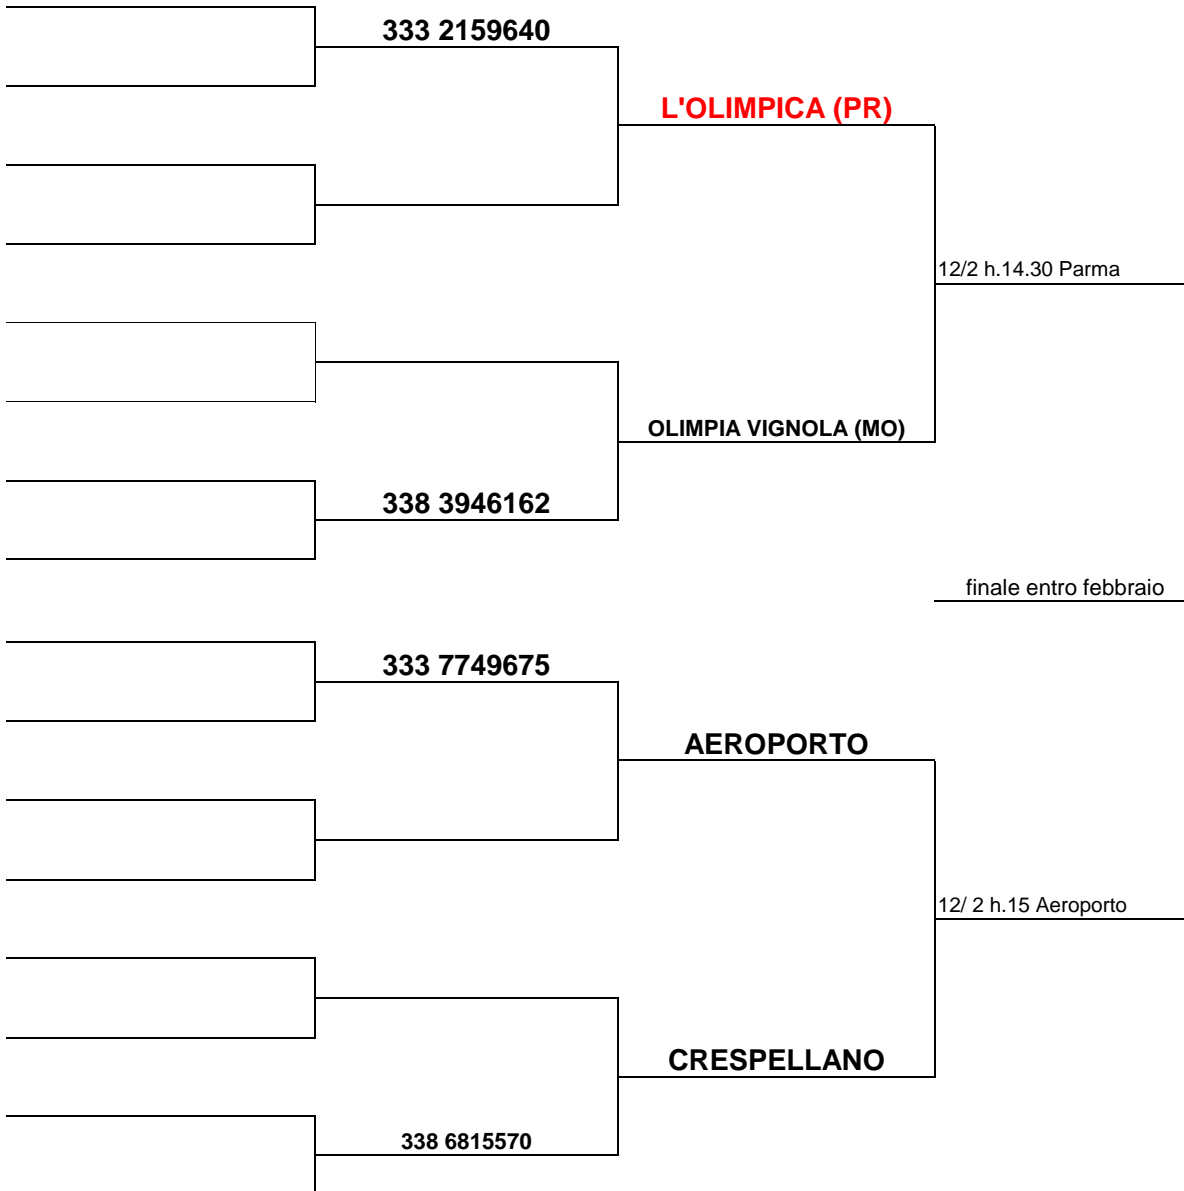 333 2159640
L'OLIMPICA (PR)
12/2 h.14.30 Parma
OLIMPIA VIGNOLA (MO)
338 3946162
finale entro febbraio
333 7749675
AEROPORTO
12/ 2 h.15 Aeroporto
CRESPELLANO
338 6815570